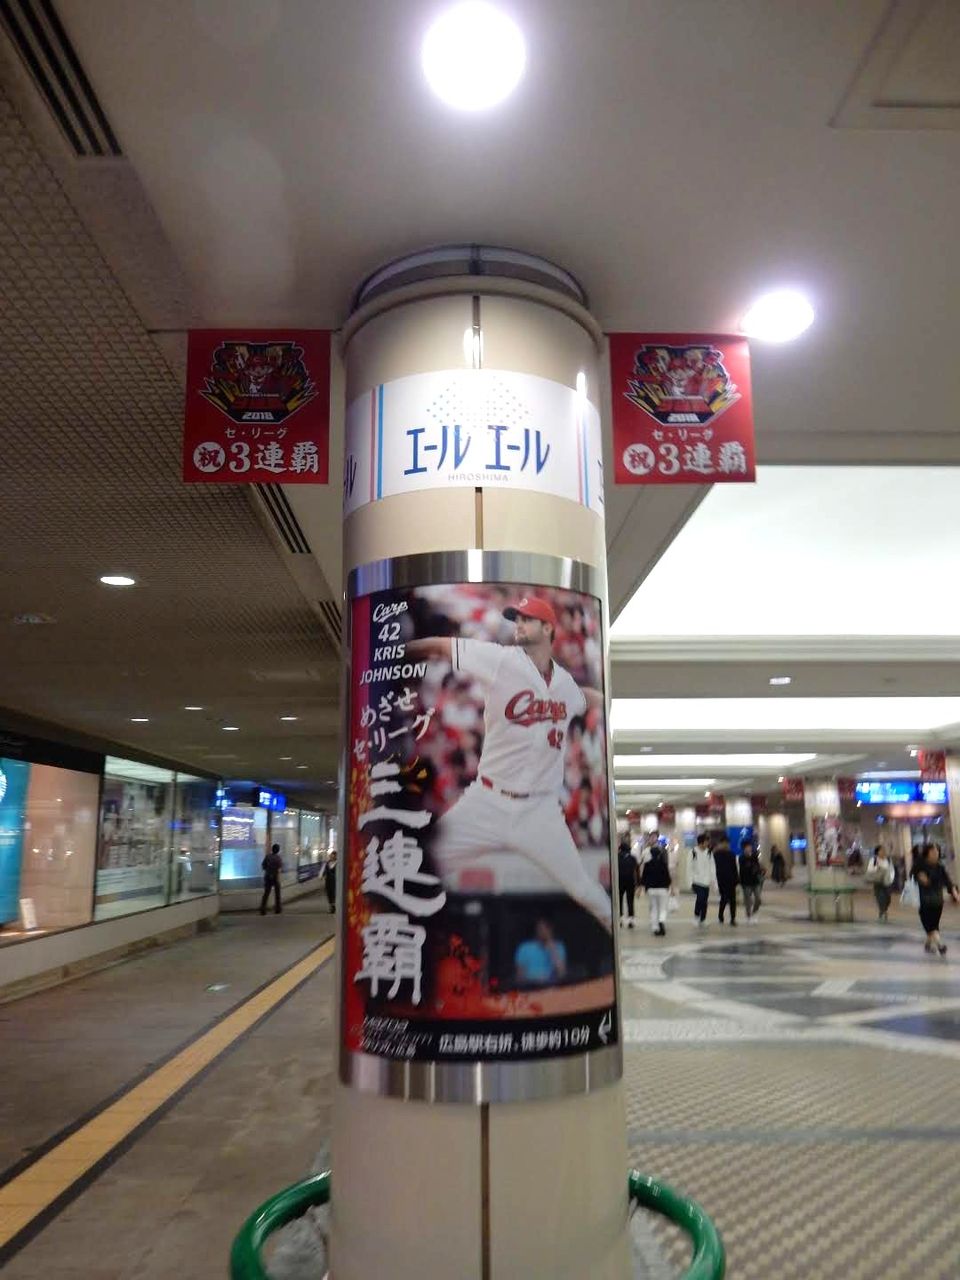 2018
セ・リーグ
祝3連覇
エールエール
HIROSHIMA
2018
セ・リーグ
祝3連覇
Carp
42
KRIS
JOHNSON
めざせ
セ・リーグ
三連覇
Carp
42
広島駅右折、徒歩約10分